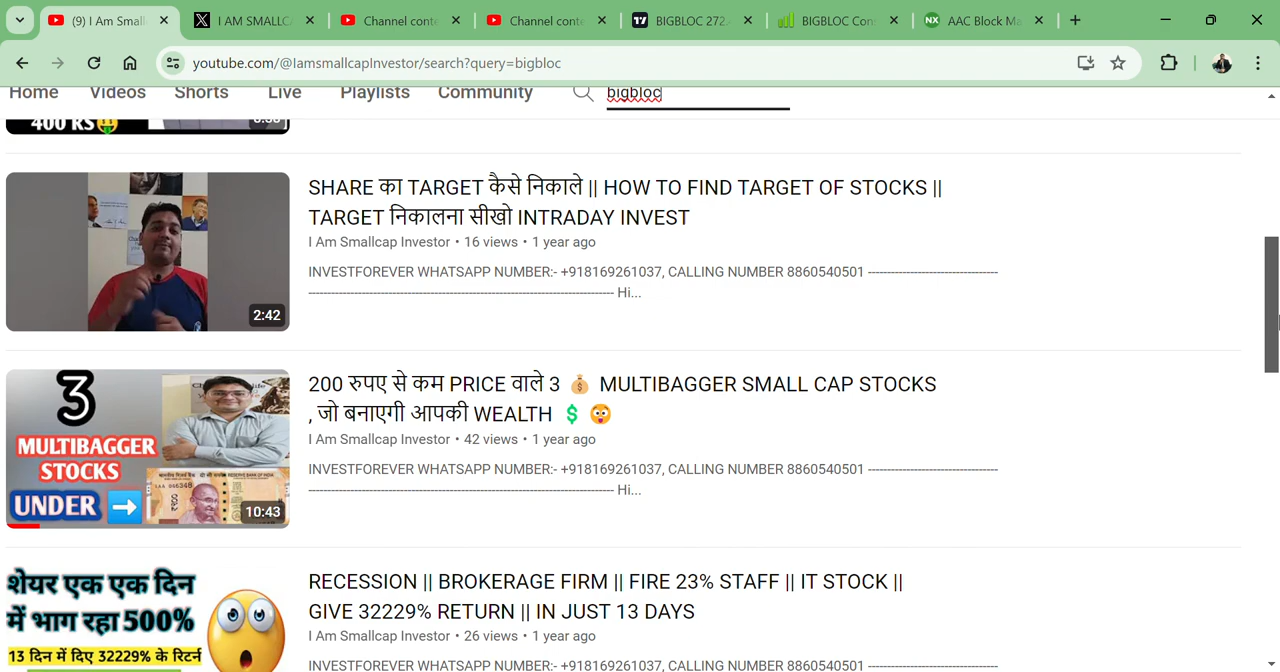 (9) I Am Small
I AM SMALLCA
Channel conte
Channel conte
BIGBLOC 272.
BIGBLOC Con
NX AAC Block Ma
youtube.com/@IamsmallcapInvestor/search?query=bigbloc
Home Videos Shorts Live Playlists Community bigbloc
400 RS
SHARE का TARGET कैसे निकाले || HOW TO FIND TARGET OF STOCKS ||
TARGET निकालना सीखो INTRADAY INVEST
I Am Smallcap Investor • 16 views • 1 year ago
INVESTFOREVER WHATSAPP NUMBER:- +918169261037, CALLING NUMBER 8860540501 ----------------------------------
-------------------------------------------------------------------------------- Hi...
2:42
3
MULTIBAGGER
STOCKS
UNDER
10:43
200 रुपए से कम PRICE वाले 3 💰 MULTIBAGGER SMALL CAP STOCKS
, जो बनाएगी आपकी WEALTH 💲 😲
I Am Smallcap Investor • 42 views • 1 year ago
INVESTFOREVER WHATSAPP NUMBER:- +918169261037, CALLING NUMBER 8860540501 ----------------------------------
-------------------------------------------------------------------------------- Hi...
शेयर एक एक दिन
में भाग रहा 500%
13 दिन में दिए 32229% के रिटर्न
RECESSION || BROKERAGE FIRM || FIRE 23% STAFF || IT STOCK ||
GIVE 32229% RETURN || IN JUST 13 DAYS
I Am Smallcap Investor • 26 views • 1 year ago
INVESTFOREVER WHATSAPP NUMBER:- +918169261037, CALLING NUMBER 8860540501 ----------------------------------